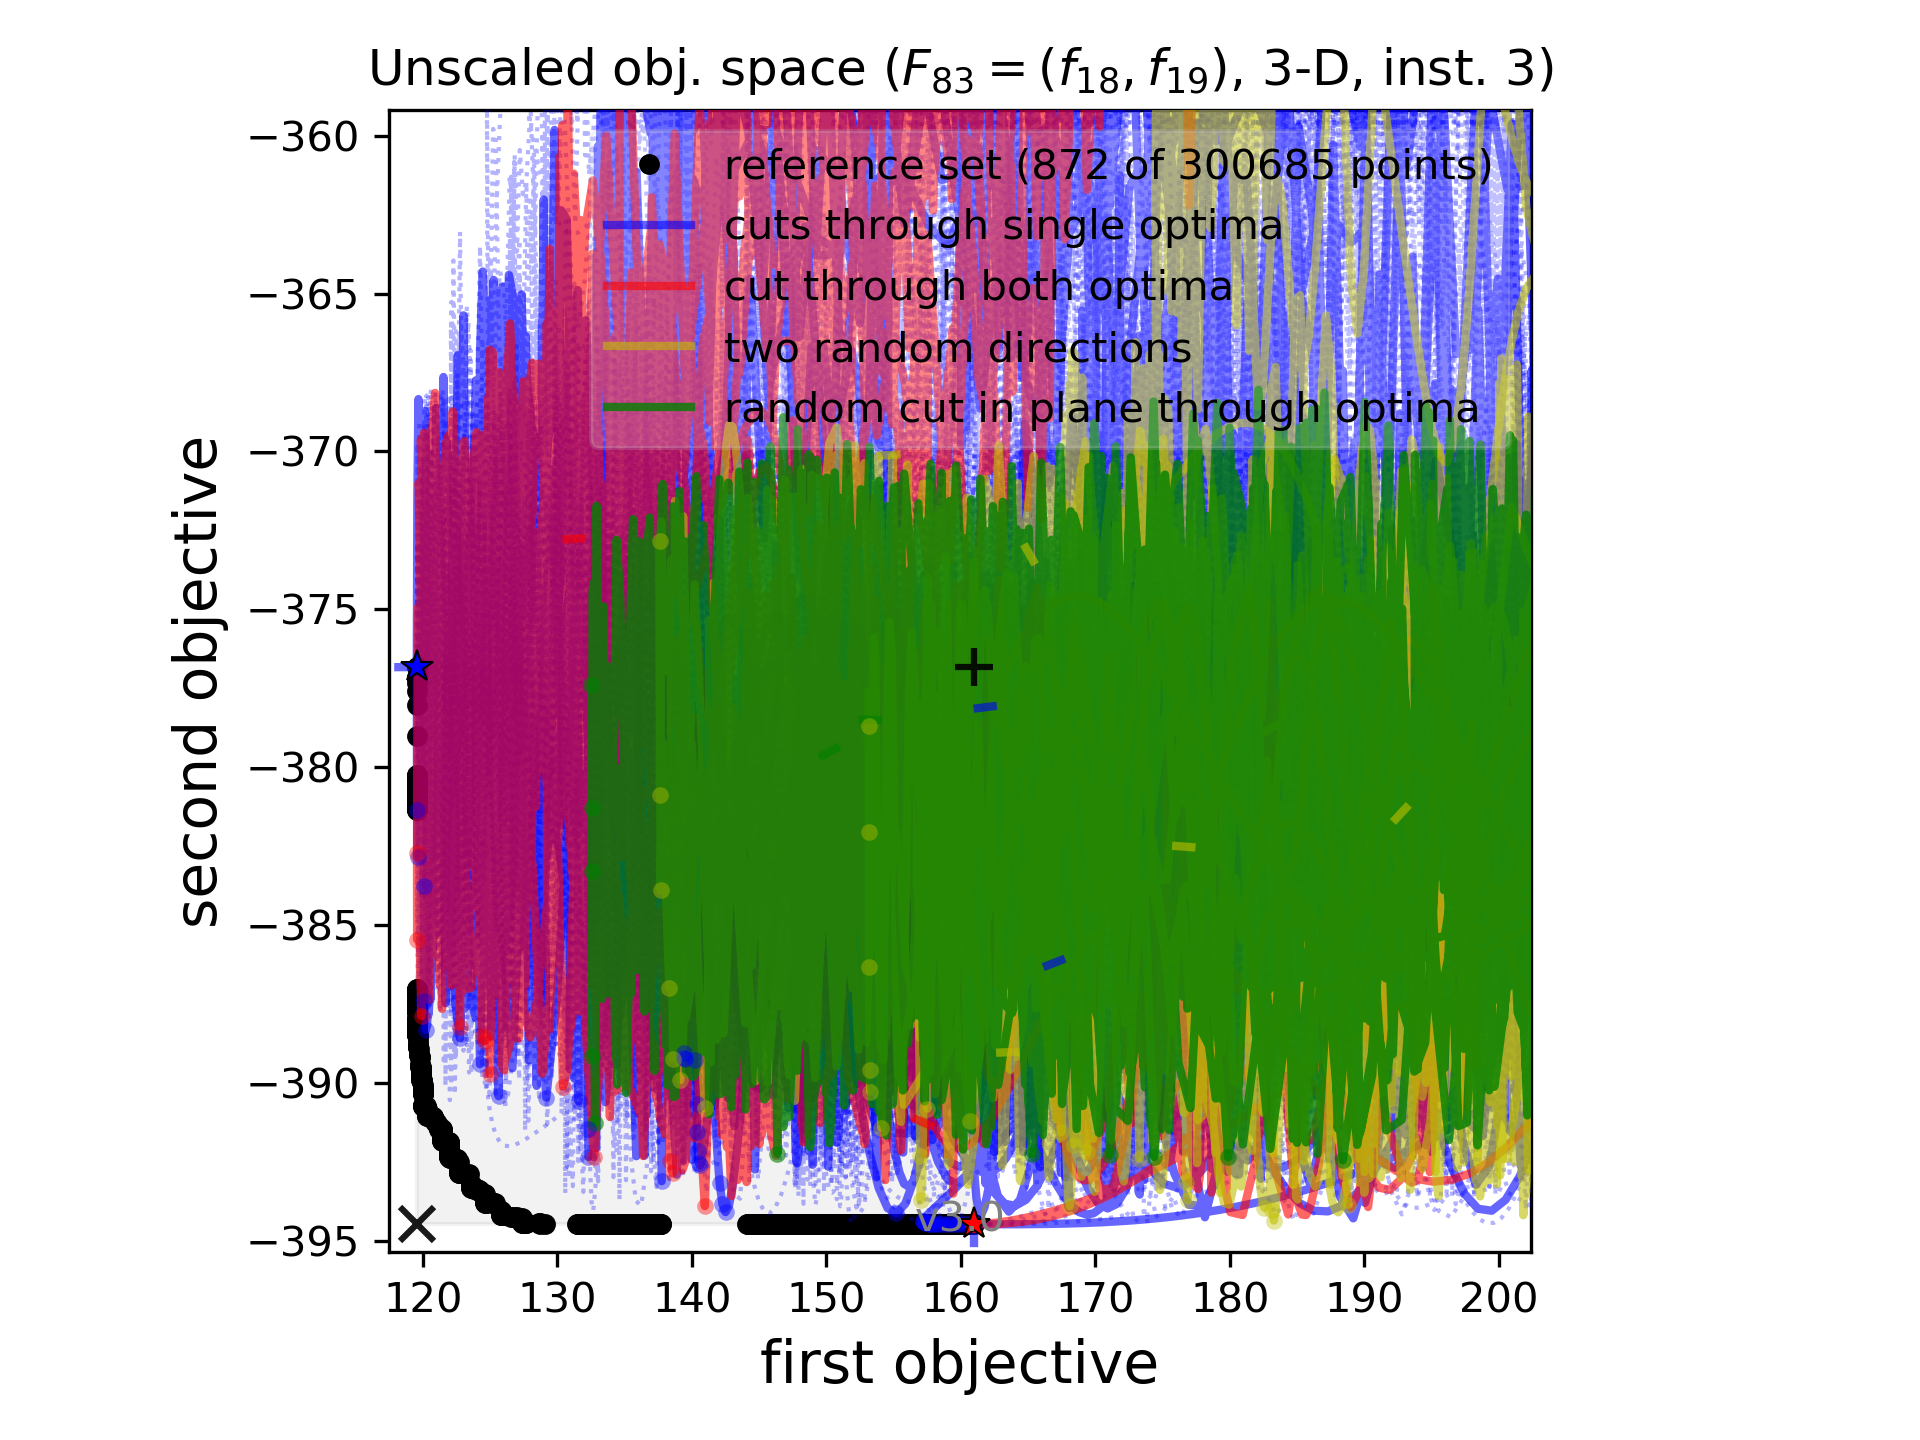 Unscaled obj. space (F₈₃ = (f₁₈, f₁₉), 3-D, inst. 3)
−360
−365
−370
−375
−380
−385
−390
−395
second objective
reference set (872 of 300685 points)
cuts through single optima
cut through both optima
two random directions
random cut in plane through optima
120 130 140 150 160 170 180 190 200
first objective